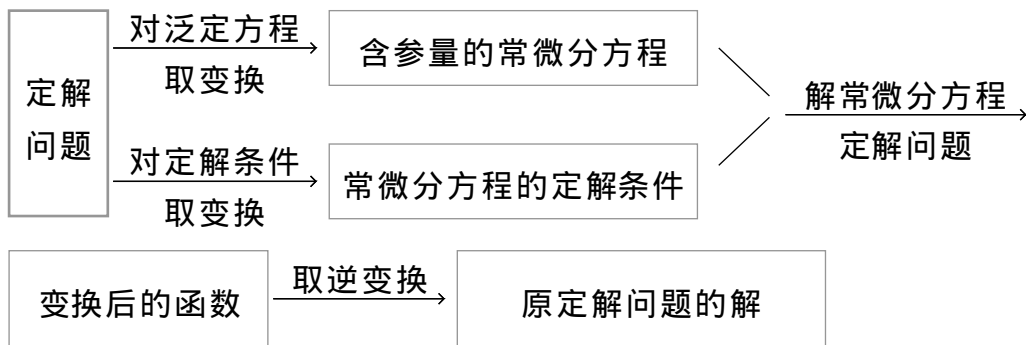 定解
问题
对泛定方程
取变换
含参量的常微分方程
对定解条件
取变换
常微分方程的定解条件
解常微分方程
定解问题
变换后的函数
取逆变换
原定解问题的解